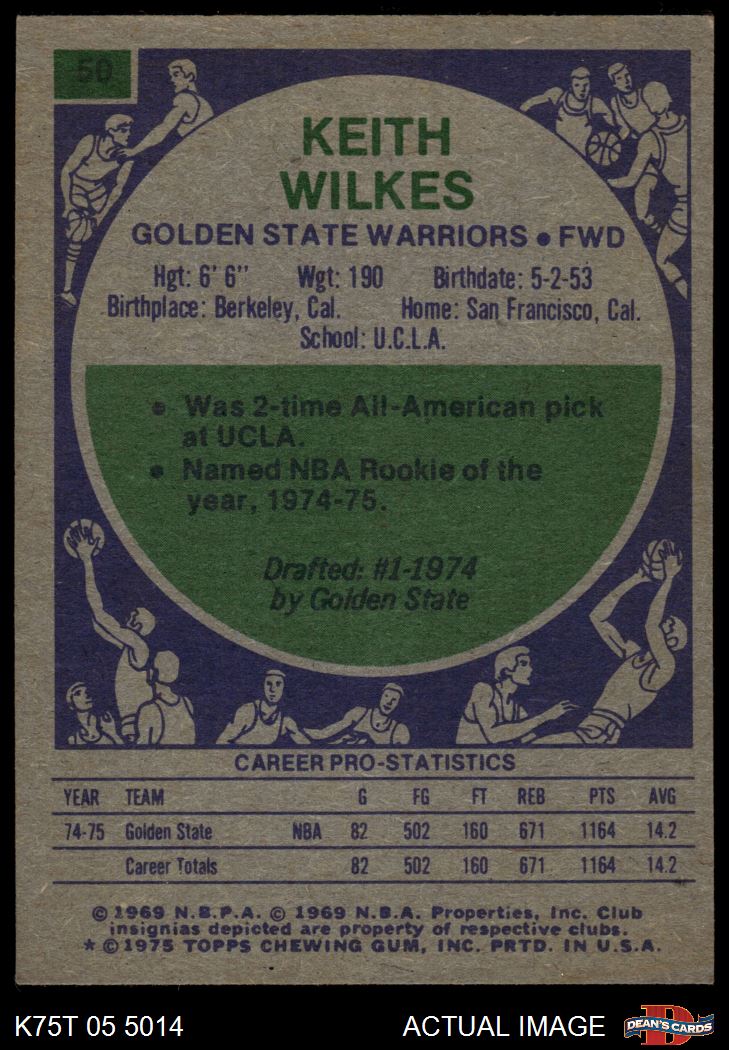 50
KEITH
WILKES
GOLDEN STATE WARRIORS • FWD
Hgt: 6' 6" Wgt: 190 Birthdate: 5-2-53
Birthplace: Berkeley, Cal. Home: San Francisco, Cal.
School: U.C.L.A.
• Was 2-time All-American pick
at UCLA.
• Named NBA Rookie of the
year, 1974-75.
Drafted: #1-1974
by Golden State
CAREER PRO-STATISTICS
YEAR TEAM G FG FT REB PTS AVG
74-75 Golden State NBA 82 502 160 671 1164 14.2
Career Totals 82 502 160 671 1164 14.2
© 1969 N.B.P.A. © 1969 N.B.A. Properties, Inc. Club
insignias depicted are property of respective clubs.
* © 1975 TOPPS CHEWING GUM, INC. PRTD. IN U.S.A.
K75T 05 5014 ACTUAL IMAGE D DEAN'S CARDS